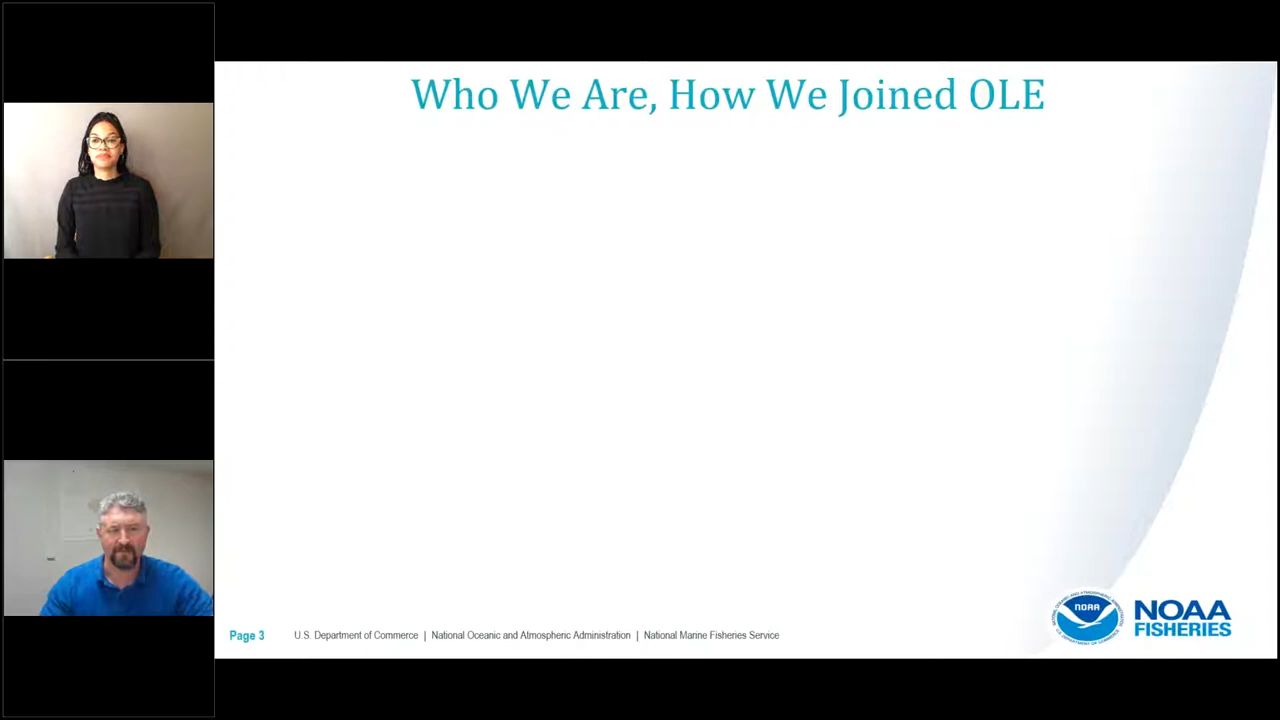 Who We Are, How We Joined OLE
NOAA
NOAA
FISHERIES
Page 3 U.S. Department of Commerce | National Oceanic and Atmospheric Administration | National Marine Fisheries Service